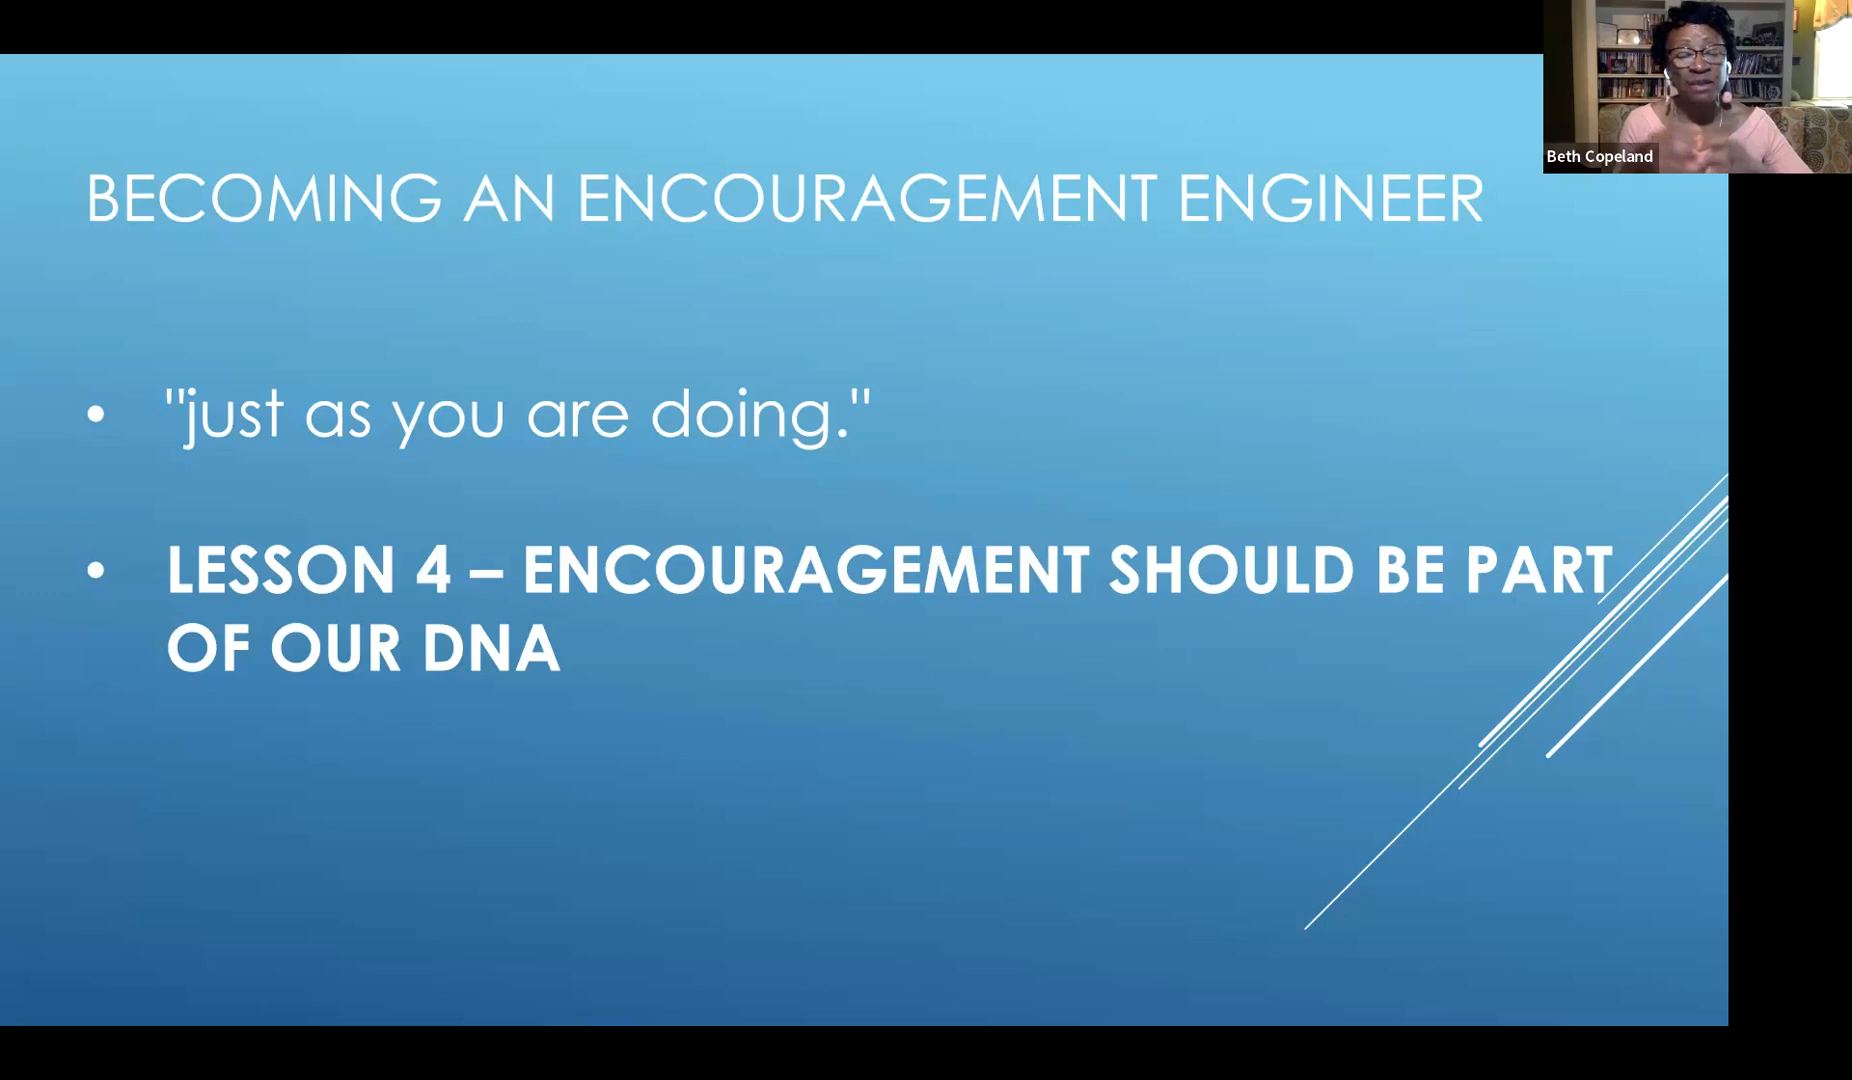 BECOMING AN ENCOURAGEMENT ENGINEER
• "just as you are doing."
• LESSON 4 – ENCOURAGEMENT SHOULD BE PART
OF OUR DNA
Beth Copeland